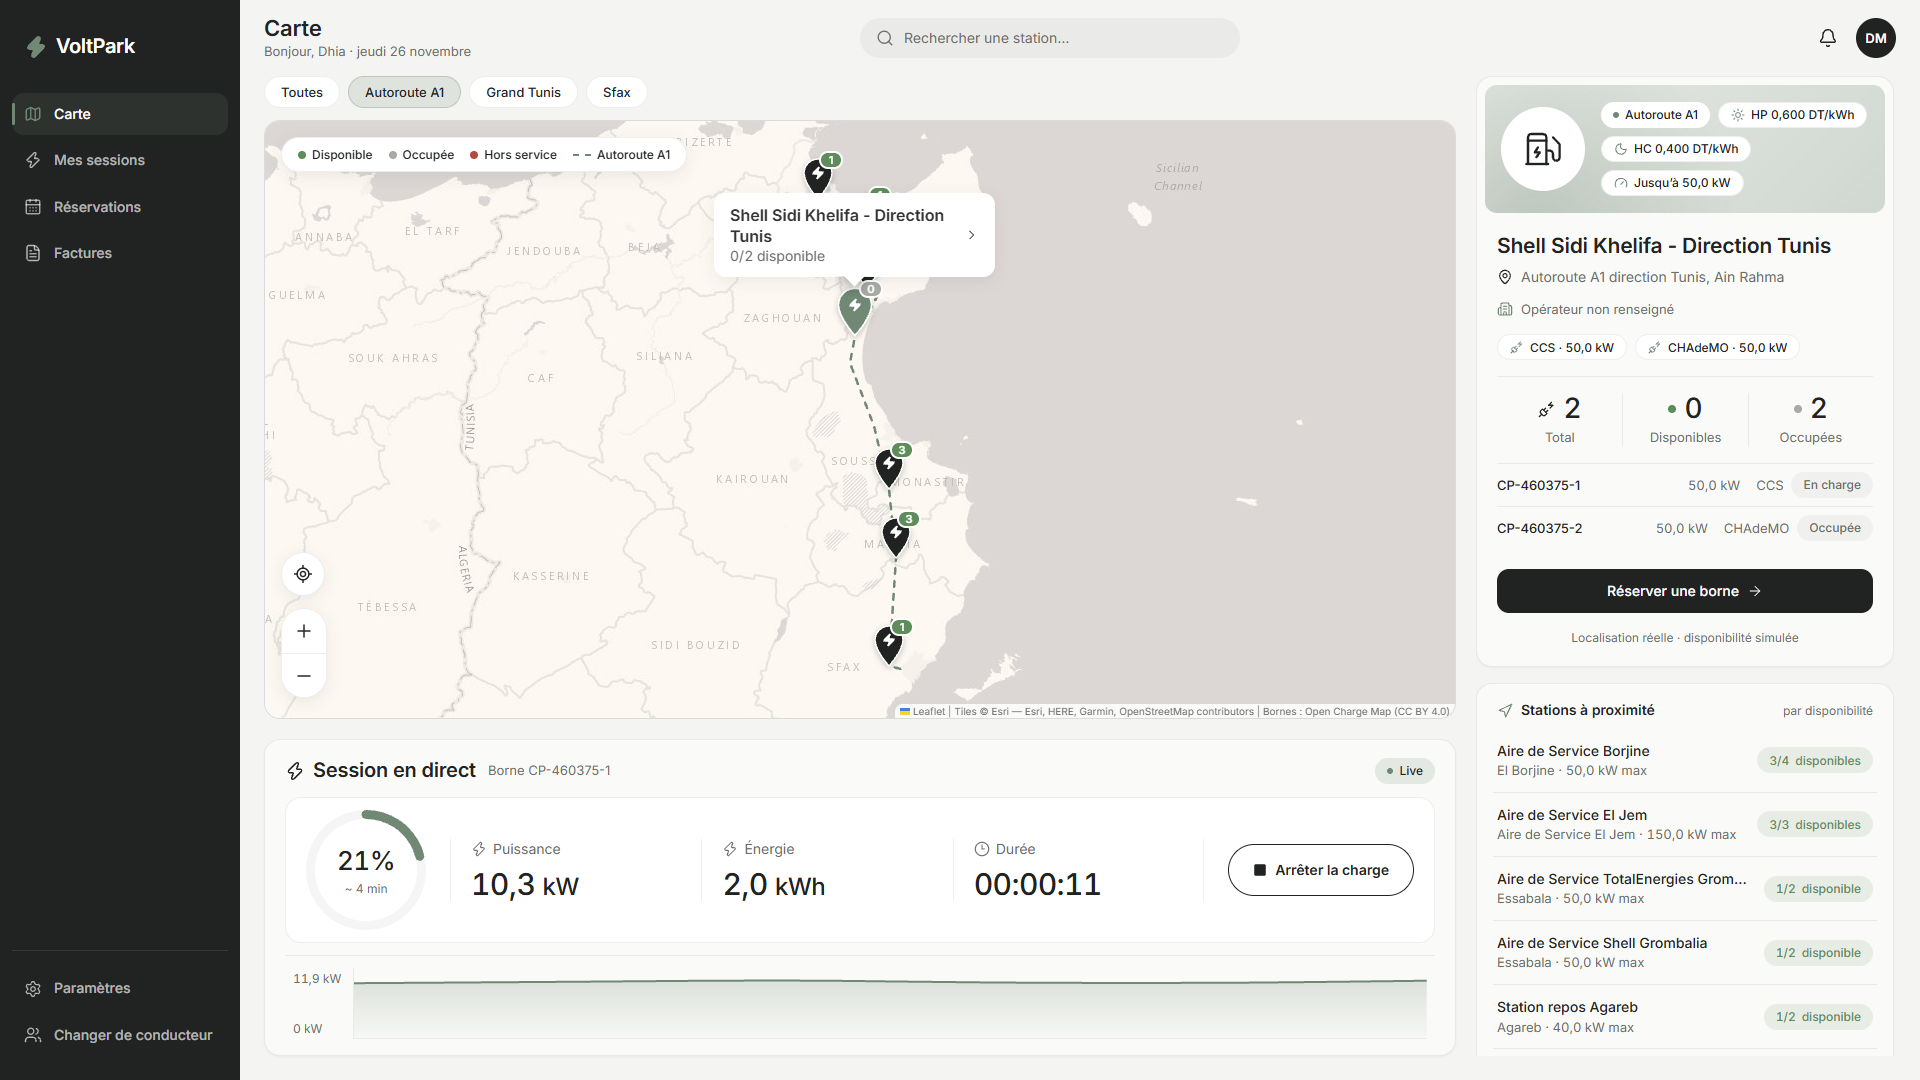 VoltPark
Carte
Mes sessions
Réservations
Factures
Paramètres
Changer de conducteur
Carte
Bonjour, Dhia · jeudi 26 novembre
Rechercher une station...
DM
Toutes
Autoroute A1
Grand Tunis
Sfax
Disponible
Occupée
Hors service
Autoroute A1
Sicilian
Channel
ANNABA
EL TARF
JENDOUBA
BEJA
GUELMA
ZAGHOUAN
SOUK AHRAS
SILIANA
CAF
TUNISIA
KAIROUAN
ALGERIA
KASSERINE
TÉBESSA
SIDI BOUZID
SFAX
1
Shell Sidi Khelifa - Direction
Tunis
0/2 disponible
0
3
3
1
Leaflet | Tiles © Esri — Esri, HERE, Garmin, OpenStreetMap contributors | Bornes : Open Charge Map (CC BY 4.0)
Session en direct
Borne CP-460375-1
Live
21%
~ 4 min
Puissance
10,3 kW
Énergie
2,0 kWh
Durée
00:00:11
Arrêter la charge
11,9 kW
0 kW
Autoroute A1
HP 0,600 DT/kWh
HC 0,400 DT/kWh
Jusqu'à 50,0 kW
Shell Sidi Khelifa - Direction Tunis
Autoroute A1 direction Tunis, Ain Rahma
Opérateur non renseigné
CCS · 50,0 kW
CHAdeMO · 50,0 kW
2
Total
0
Disponibles
2
Occupées
CP-460375-1 50,0 kW CCS En charge
CP-460375-2 50,0 kW CHAdeMO Occupée
Réserver une borne
Localisation réelle · disponibilité simulée
Stations à proximité
par disponibilité
Aire de Service Borjine
El Borjine · 50,0 kW max
3/4 disponibles
Aire de Service El Jem
Aire de Service El Jem · 150,0 kW max
3/3 disponibles
Aire de Service TotalEnergies Grom...
Essabala · 50,0 kW max
1/2 disponible
Aire de Service Shell Grombalia
Essabala · 50,0 kW max
1/2 disponible
Station repos Agareb
Agareb · 40,0 kW max
1/2 disponible